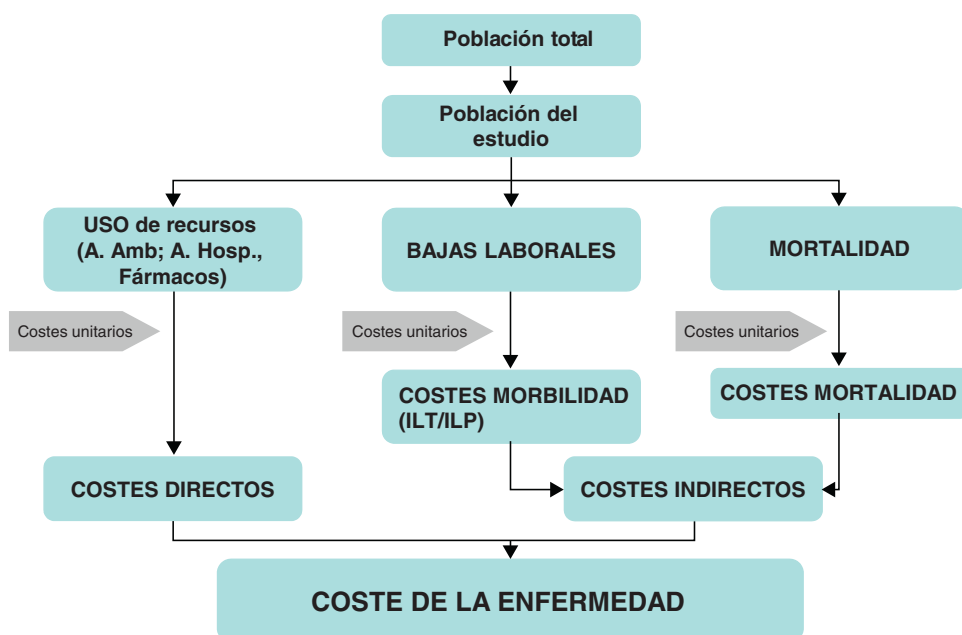 Población total
Población del
estudio
USO de recursos
(A. Amb; A. Hosp.,
Fármacos)
BAJAS LABORALES
MORTALIDAD
Costes unitarios
Costes unitarios
Costes unitarios
COSTES MORBILIDAD
(ILT/ILP)
COSTES MORTALIDAD
COSTES DIRECTOS
COSTES INDIRECTOS
COSTE DE LA ENFERMEDAD